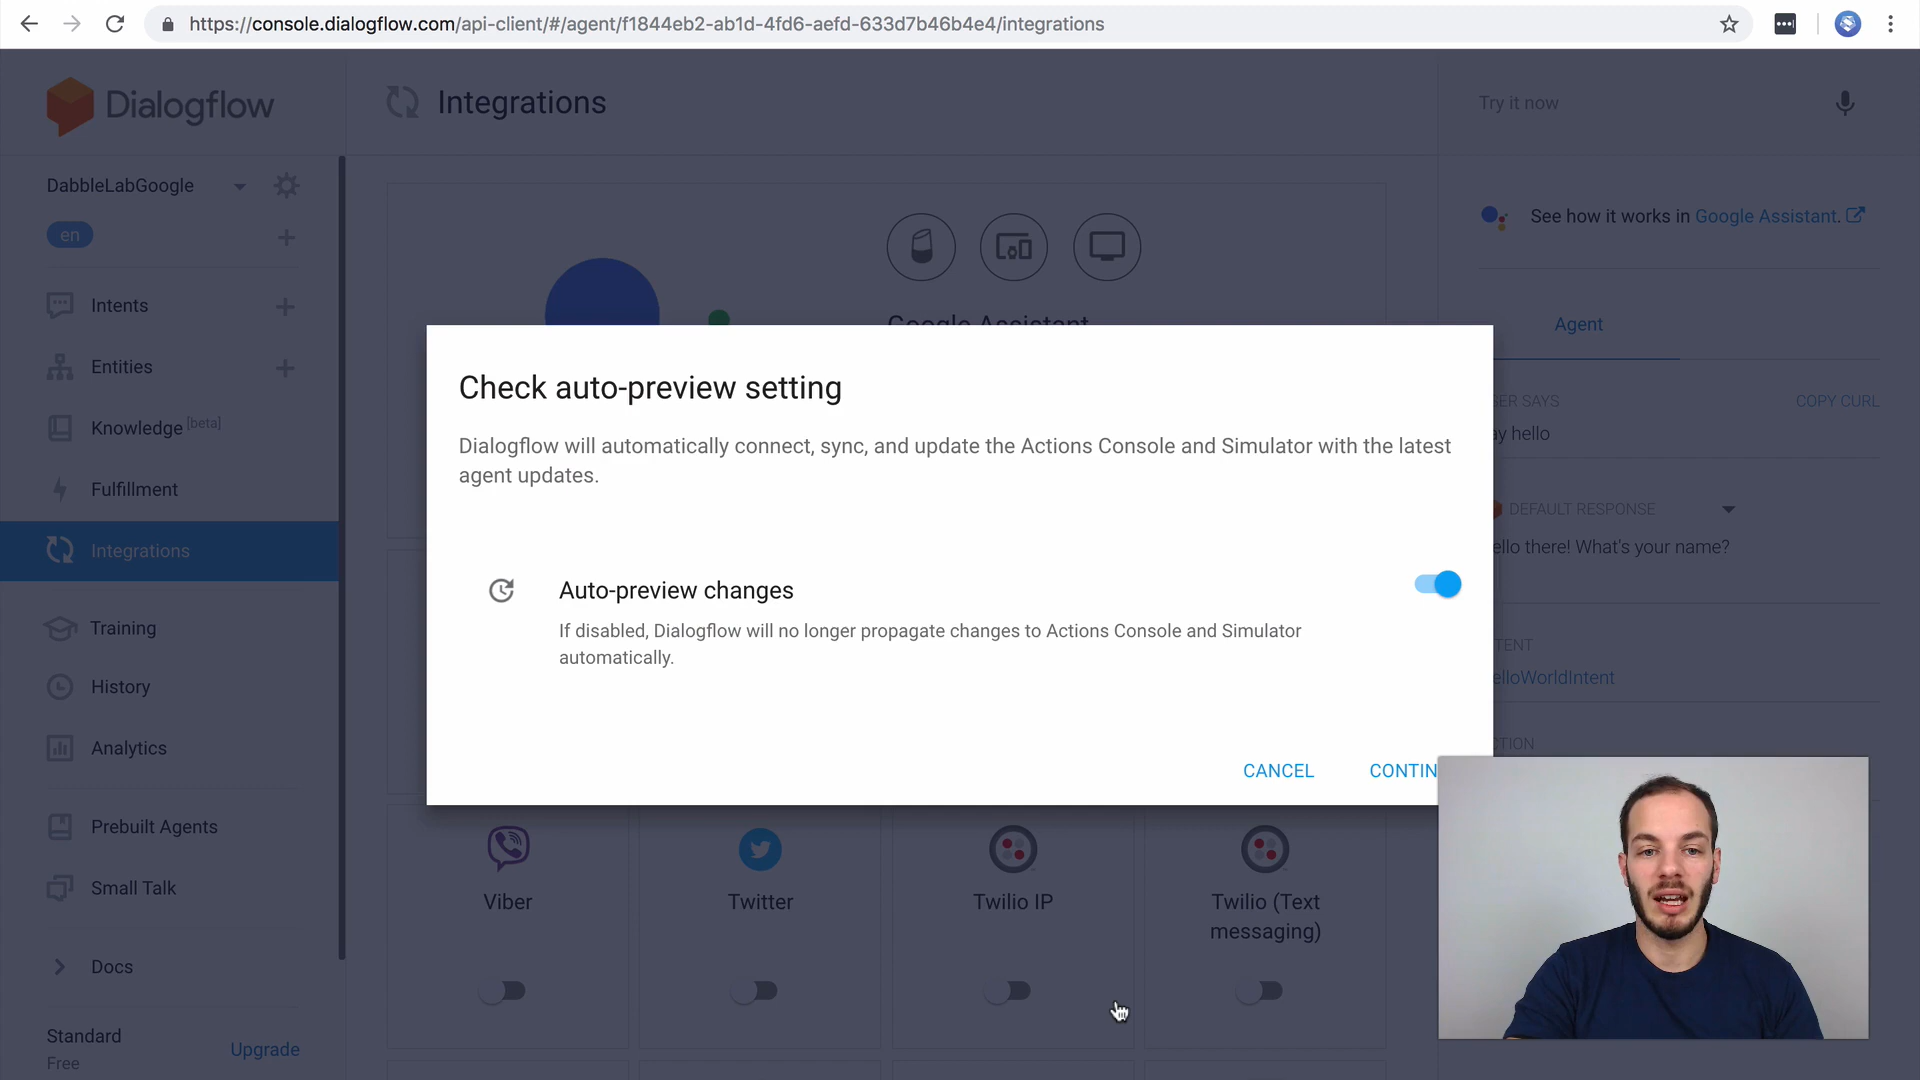 https://console.dialogflow.com/api-client/#/agent/f1844eb2-ab1d-4fd6-aefd-633d7b46b4e4/integrations
Dialogflow
Integrations
Try it now
DabbleLabGoogle
en
See how it works in Google Assistant.
Intents
Entities
Knowledge [beta]
Fulfillment
Integrations
Training
History
Analytics
Prebuilt Agents
Small Talk
Docs
Standard
Free
Upgrade
Google Assistant
Check auto-preview setting
Dialogflow will automatically connect, sync, and update the Actions Console and Simulator with the latest
agent updates.
Auto-preview changes
If disabled, Dialogflow will no longer propagate changes to Actions Console and Simulator
automatically.
CANCEL
CONTIN
Viber
Twitter
Twilio IP
Twilio (Text
messaging)
Agent
SER SAYS
COPY CURL
ay hello
DEFAULT RESPONSE
ello there! What's your name?
TENT
elloWorldIntent
CTION